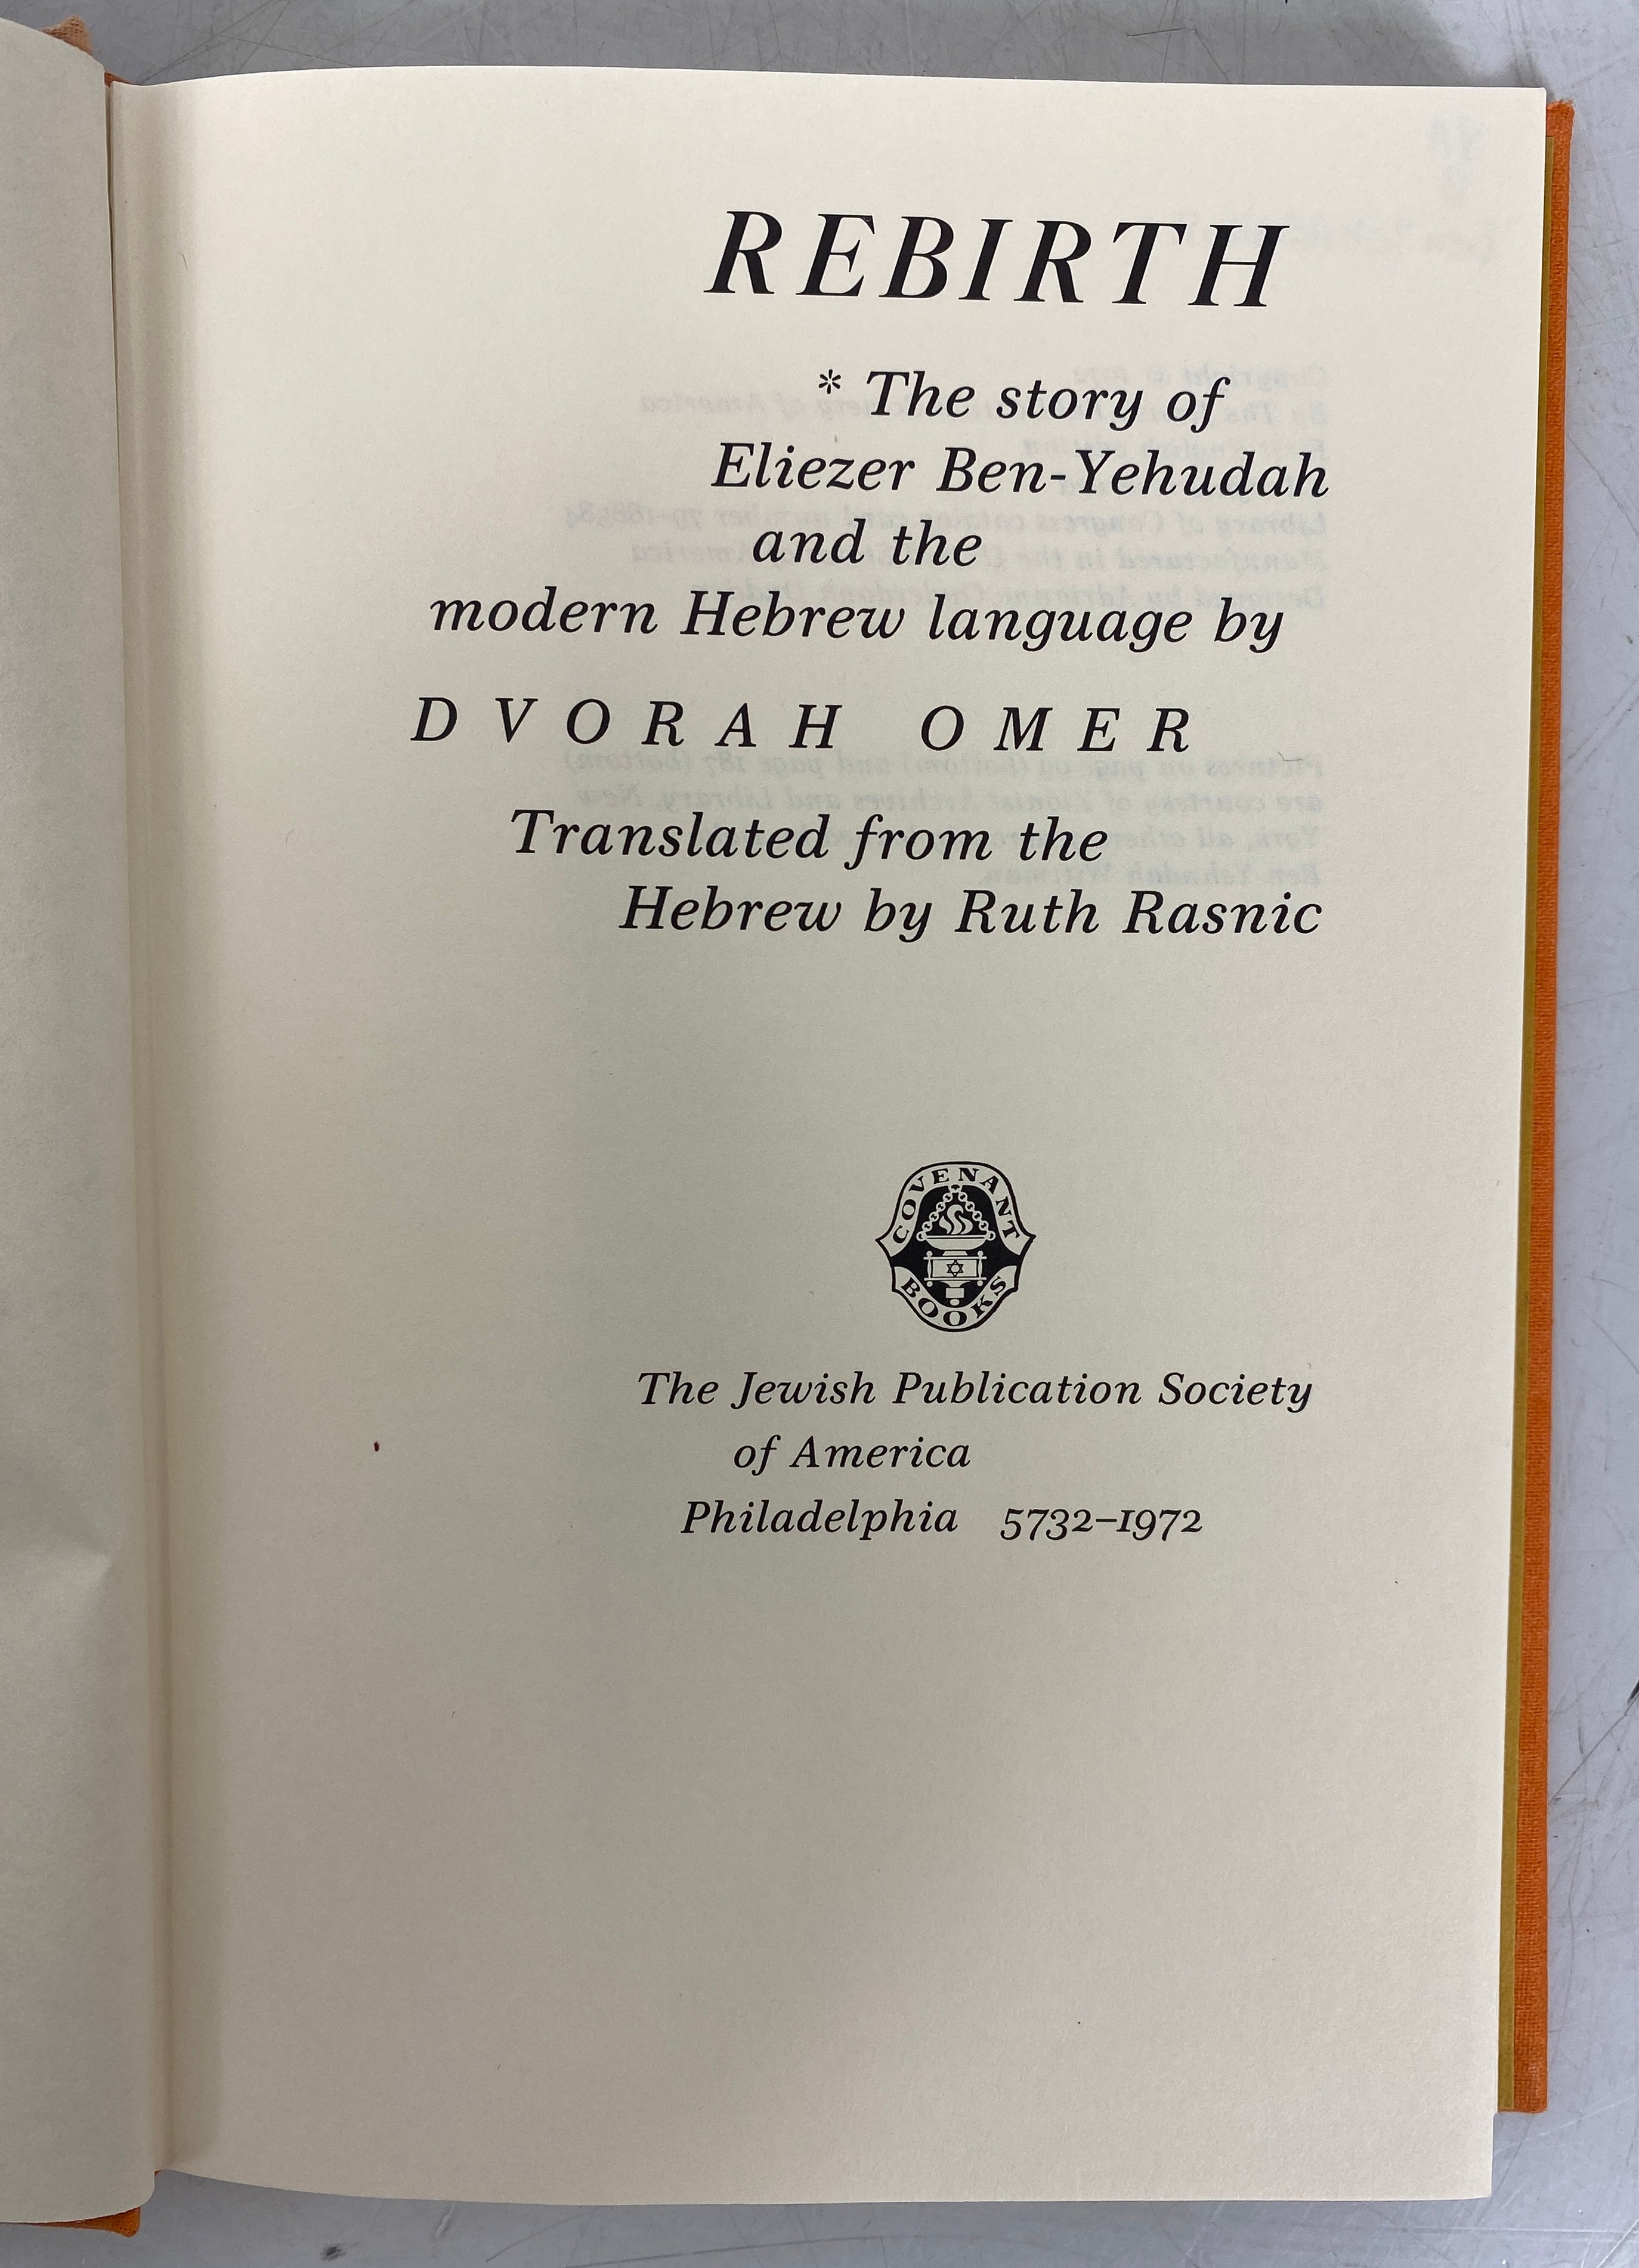 REBIRTH
* The story of
Eliezer Ben-Yehudah
and the
modern Hebrew language by
DVORAH OMER
Translated from the
Hebrew by Ruth Rasnic
COVENANT
BOOKS
The Jewish Publication Society
of America
Philadelphia 5732–1972